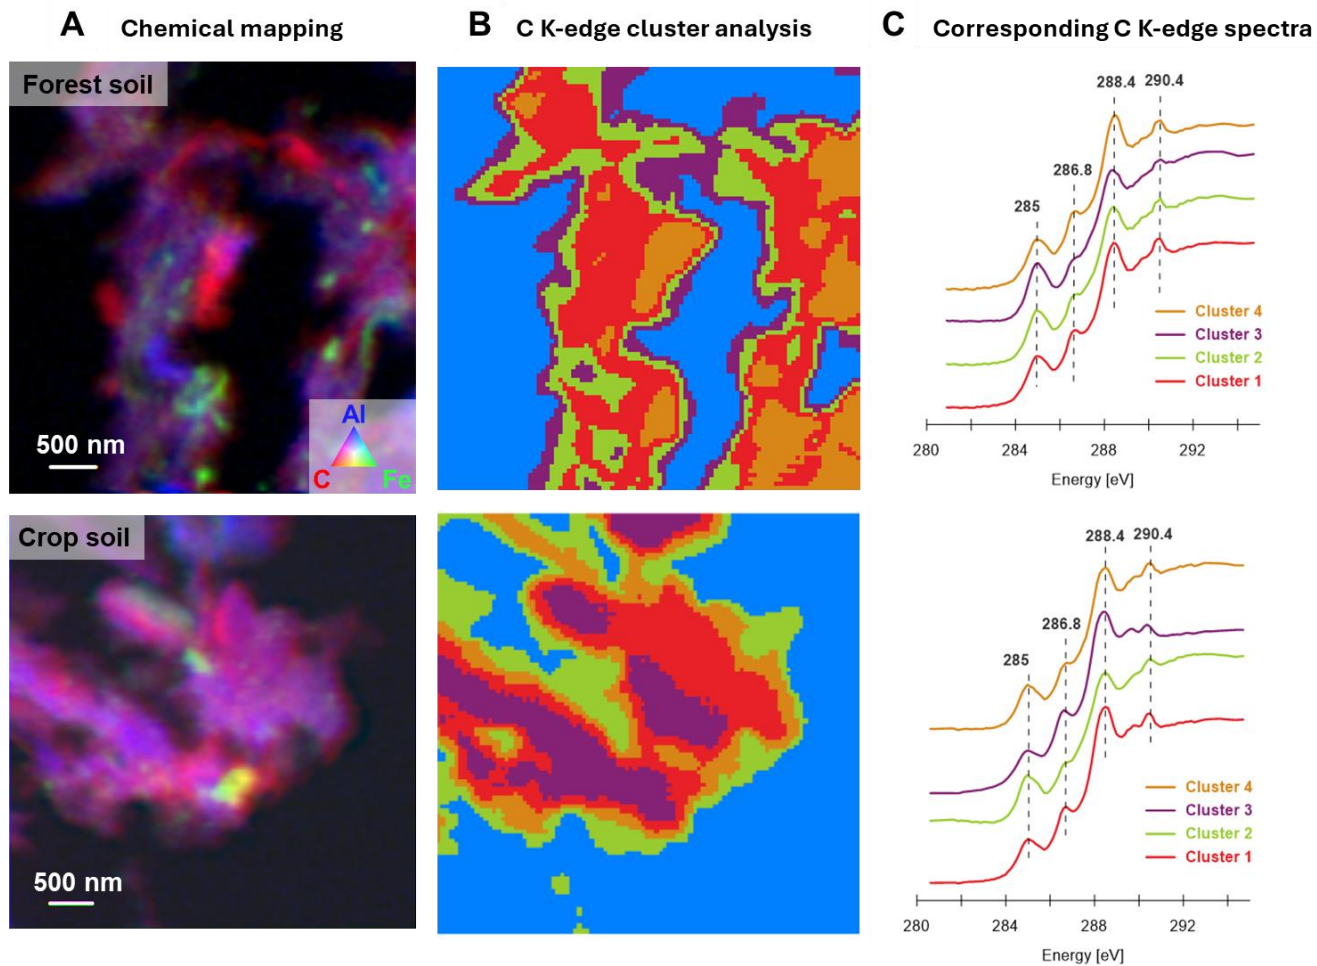 A Chemical mapping
B C K-edge cluster analysis
C Corresponding C K-edge spectra
Forest soil
Al
C Fe
500 nm
288.4 290.4
286.8
285
Cluster 4
Cluster 3
Cluster 2
Cluster 1
280 284 288 292
Energy [eV]
Crop soil
500 nm
288.4 290.4
286.8
285
Cluster 4
Cluster 3
Cluster 2
Cluster 1
280 284 288 292
Energy [eV]